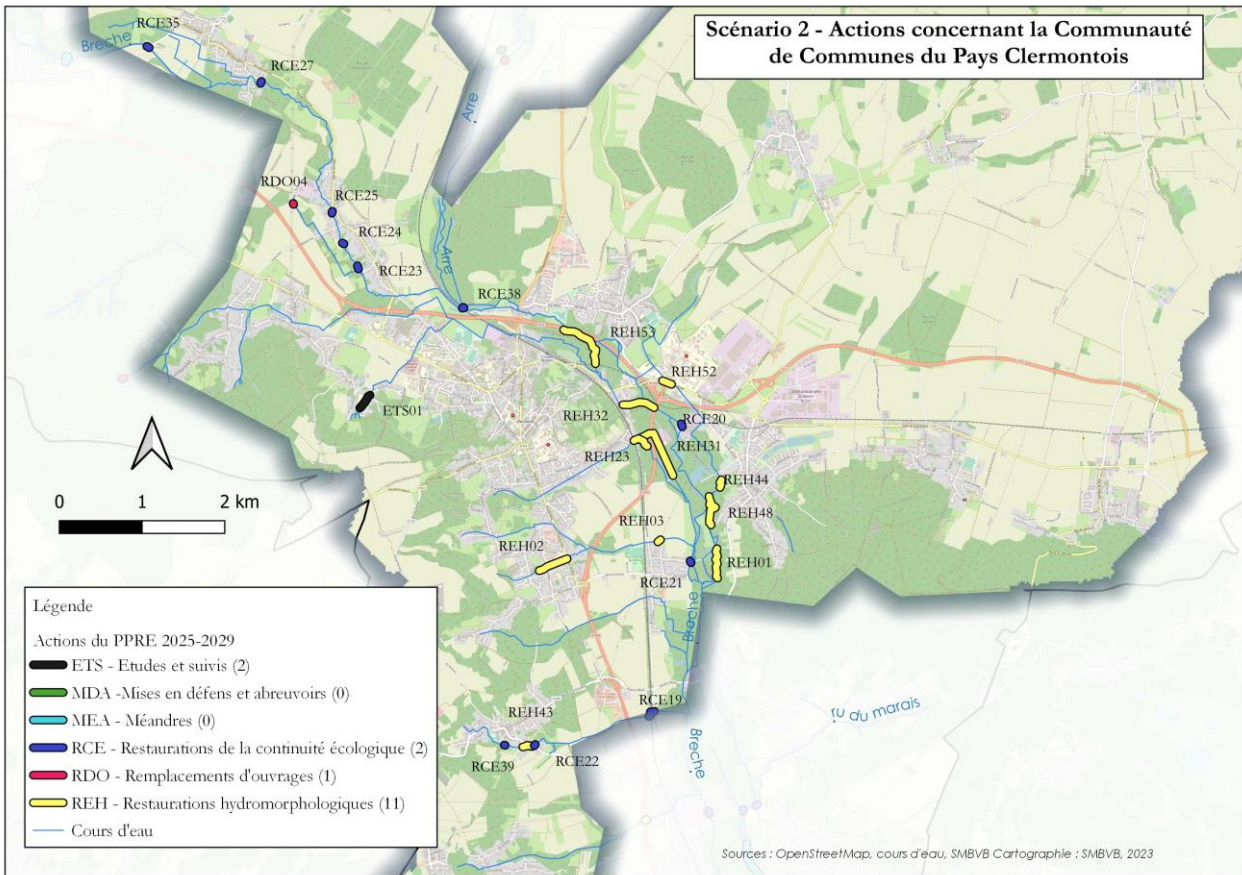 Scénario 2 - Actions concernant la Communauté
de Communes du Pays Clermontois
RCE35
Breche
RCE27
Arre
RDO04
RCE25
RCE24
RCE23
Arre
RCE38
REH53
REH52
ETS01
REH32
RCE20
REH31
REH23
REH44
REH48
REH03
REH02
REH01
RCE21
Breche
RCE19
REH43
RCE39
RCE22
ru du marais
Breche
0 1 2 km
Légende
Actions du PPRE 2025-2029
ETS - Etudes et suivis (2)
MDA -Mises en défens et abreuvoirs (0)
MEA - Méandres (0)
RCE - Restaurations de la continuité écologique (2)
RDO - Remplacements d'ouvrages (1)
REH - Restaurations hydromorphologiques (11)
Cours d'eau
Sources : OpenStreetMap, cours d'eau, SMBVB Cartographie : SMBVB, 2023